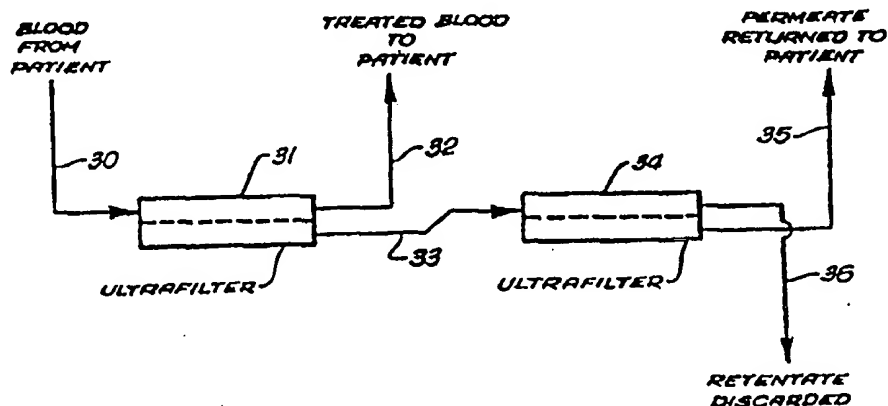 BLOOD
FROM
PATIENT
TREATED BLOOD
TO
PATIENT
PERMEATE
RETURNED TO
PATIENT
30
31
32
33
34
35
36
ULTRAFILTER
ULTRAFILTER
RETENTATE
DISCARDED